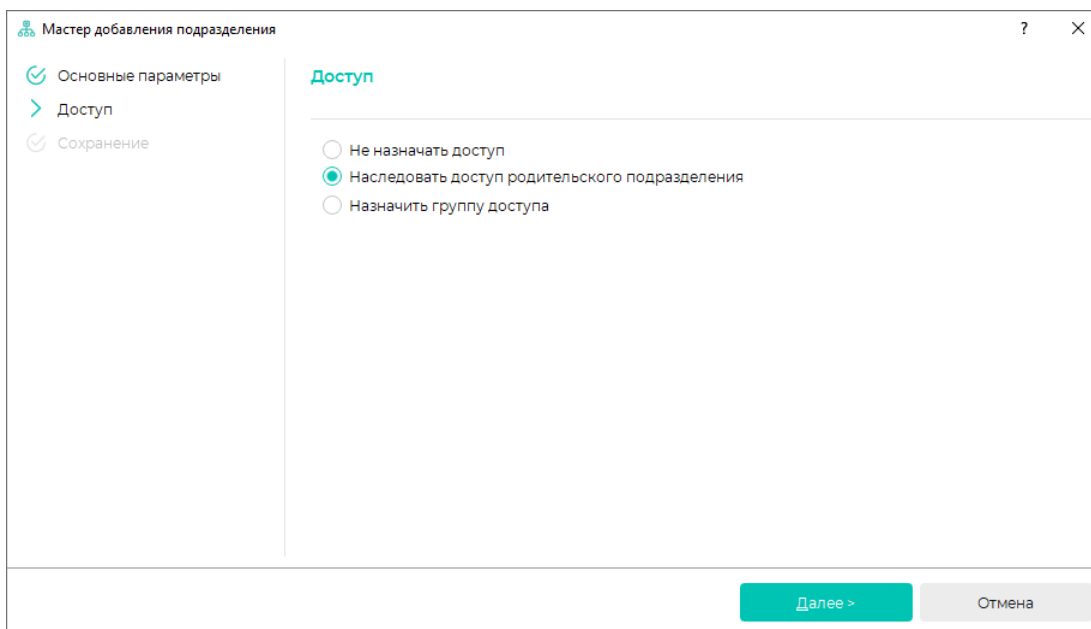 Мастер добавления подразделения
?
Основные параметры
Доступ
Сохранение
Доступ
Не назначать доступ
Наследовать доступ родительского подразделения
Назначить группу доступа
Далее >
Отмена